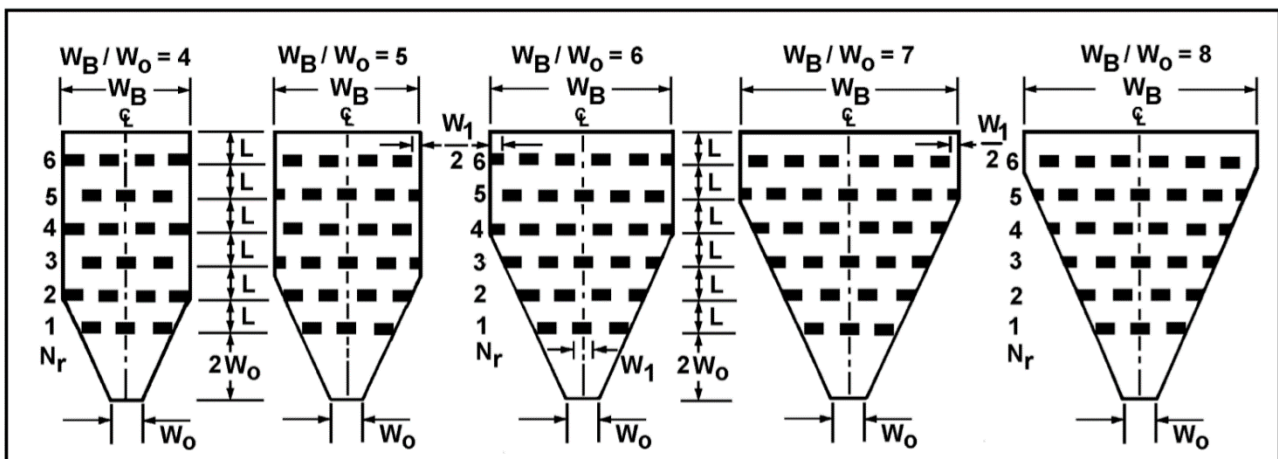 W_B / W_o = 4
W_B / W_o = 5
W_B / W_o = 6
W_B / W_o = 7
W_B / W_o = 8
W_B
W_B
W_B
W_B
W_B
℄
℄
℄
℄
℄
W_1
2
W_1
2
6
5
4
3
2
1
N_r
L
L
L
L
L
L
2W_o
6
5
4
3
2
1
N_r
W_1
L
L
L
L
L
L
2W_o
6
5
4
3
2
1
N_r
W_o
W_o
W_o
W_o
W_o